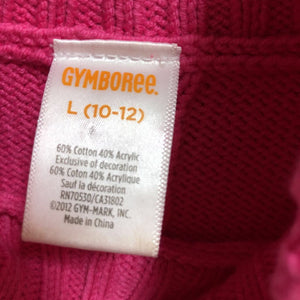 GYMBOREE.
L (10-12)
60% Cotton 40% Acrylic
Exclusive of decoration
60% Coton 40% Acrylique
Sauf la décoration
RN70530/CA31802
©2012 GYM-MARK, INC.
Made in China